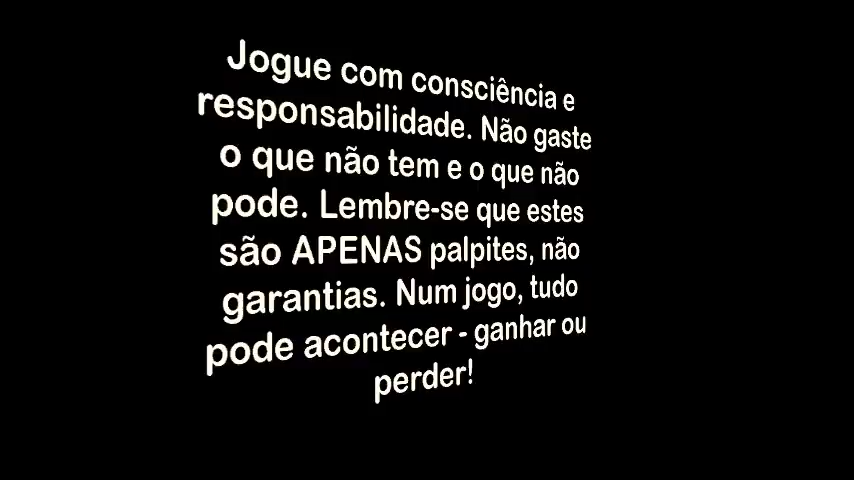 Jogue com consciência e
responsabilidade. Não gaste
o que não tem e o que não
pode. Lembre-se que estes
são APENAS palpites, não
garantias. Num jogo, tudo
pode acontecer - ganhar ou
perder!